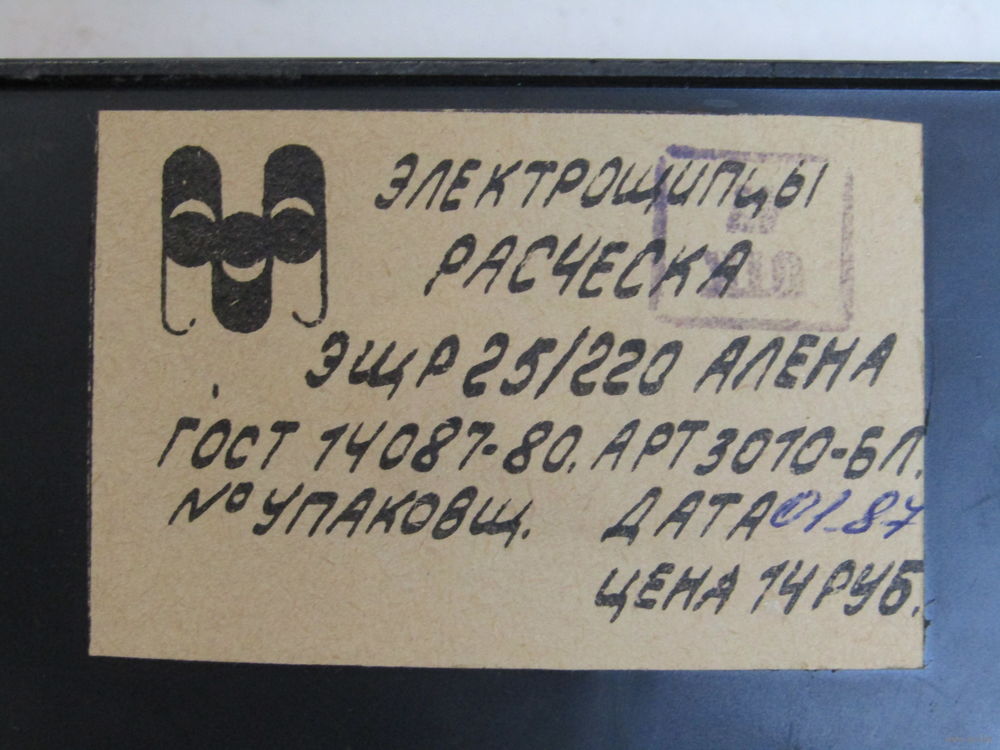 ЭЛЕКТРОЩИПЦЫ
РАСЧЕСКА
ЭЩР 25/220 АЛЕНА
ГОСТ 14087-80. АРТ 3010-БЛ.
№ УПАКОВЩ. ДАТА 01-87
ЦЕНА 14 РУБ.